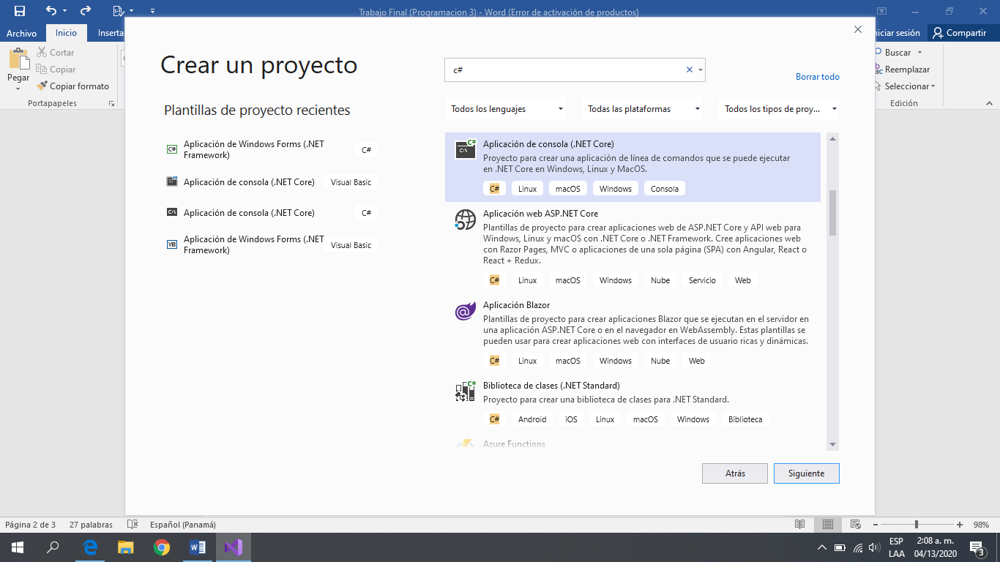 Trabajo Final (Programacion 3) - Word (Error de activación de productos)
Archivo
Inicio
Inserta
niciar sesión
Compartir
Pegar
Cortar
Copiar
Copiar formato
Portapapeles
Buscar
Reemplazar
Seleccionar
Edición
Crear un proyecto
c#
Borrar todo
Plantillas de proyecto recientes
Todos los lenguajes
Todas las plataformas
Todos los tipos de proy...
Aplicación de Windows Forms (.NET
Framework)
C#
Aplicación de consola (.NET Core)
Visual Basic
Aplicación de consola (.NET Core)
C#
Aplicación de Windows Forms (.NET
Framework)
Visual Basic
Aplicación de consola (.NET Core)
Proyecto para crear una aplicación de línea de comandos que se puede ejecutar
en .NET Core en Windows, Linux y MacOS.
C# Linux macOS Windows Consola
Aplicación web ASP.NET Core
Plantillas de proyecto para crear aplicaciones web de ASP.NET Core y API web para
Windows, Linux y macOS con .NET Core o .NET Framework. Cree aplicaciones web
con Razor Pages, MVC o aplicaciones de una sola página (SPA) con Angular, React o
React + Redux.
C# Linux macOS Windows Nube Servicio Web
Aplicación Blazor
Plantillas de proyecto para crear aplicaciones Blazor que se ejecutan en el servidor en
una aplicación ASP.NET Core o en el navegador en WebAssembly. Estas plantillas se
pueden usar para crear aplicaciones web con interfaces de usuario ricas y dinámicas.
C# Linux macOS Windows Nube Web
Biblioteca de clases (.NET Standard)
Proyecto para crear una biblioteca de clases para .NET Standard.
C# Android iOS Linux macOS Windows Biblioteca
Azure Functions
Atrás
Siguiente
Página 2 de 3
27 palabras
Español (Panamá)
98%
ESP
LAA
2:08 a. m.
04/13/2020
3